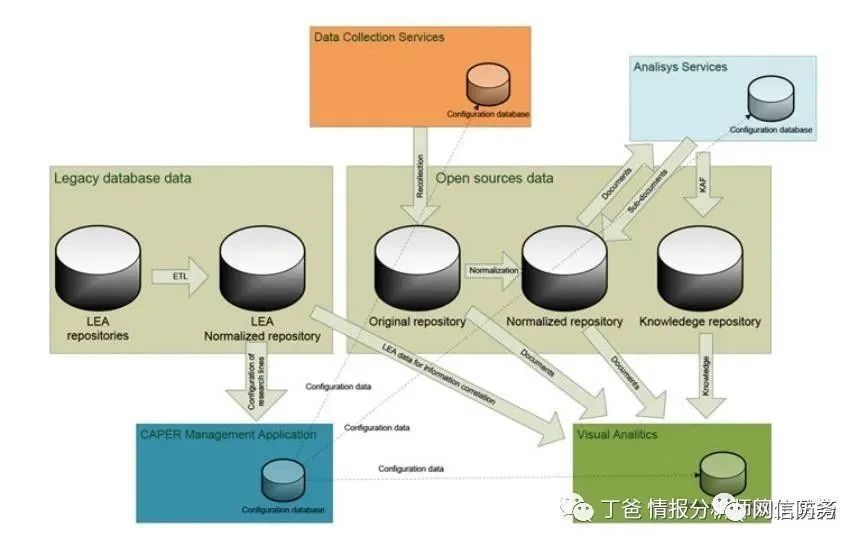 Data Collection Services
Configuration database
Analisys Services
Configuration database
Recollection
Documents
Sub-documents
KAF
Legacy database data
Open sources data
ETL
Normalization
LEA
repositories
LEA
Normalized repository
Original repository
Normalized repository
Knowledege repository
Configuration of
research lines
LEA data for information correlation
Documents
Documents
Knowledge
Configuration data
Configuration data
Configuration data
CAPER Management Application
Configuration database
Visual Analitics
丁爸 情报分析师
网信防务